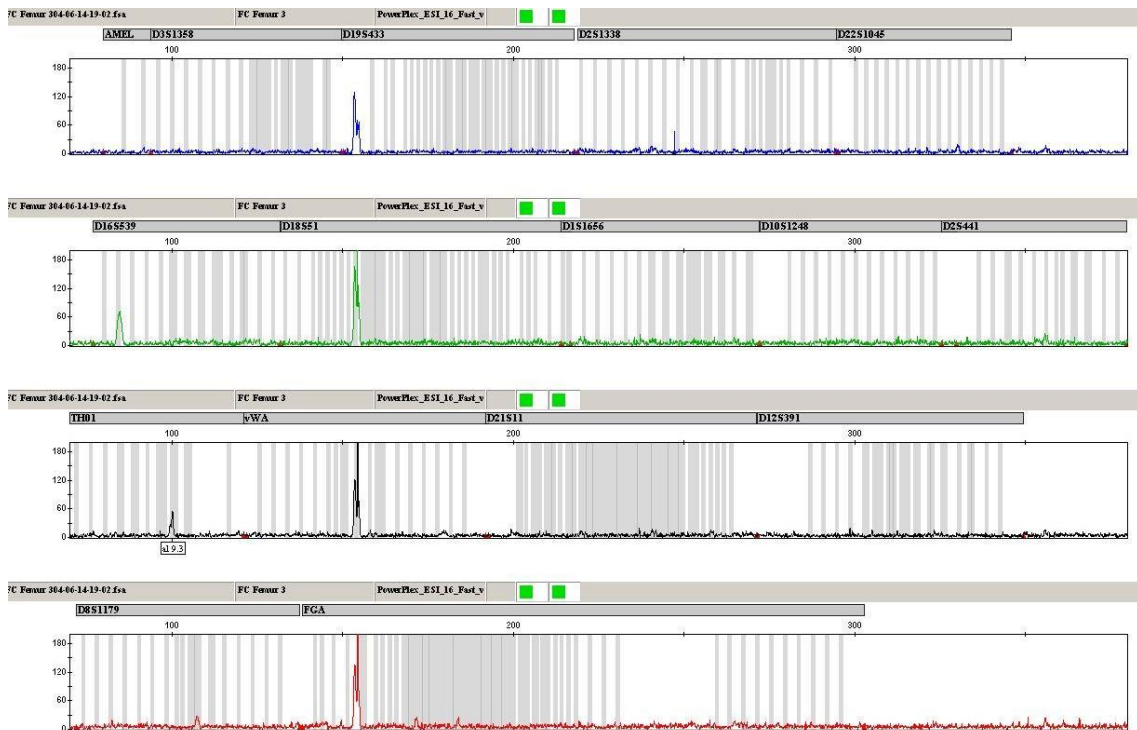 FC Femur 304-06-14-19-02.fsa FC Femur 3 PowerPlex_ESI_16_Fast_v
AMEL D3S1358 D19S433 D2S1338 D22S1045
100 200 300
180
120
60
0
FC Femur 304-06-14-19-02.fsa FC Femur 3 PowerPlex_ESI_16_Fast_v
D16S539 D18S51 D1S1656 D10S1248 D2S441
100 200 300
180
120
60
0
FC Femur 304-06-14-19-02.fsa FC Femur 3 PowerPlex_ESI_16_Fast_v
TH01 vWA D21S11 D12S391
100 200 300
180
120
60
0
al 9.3
FC Femur 304-06-14-19-02.fsa FC Femur 3 PowerPlex_ESI_16_Fast_v
D8S1179 FGA
100 200 300
180
120
60
0